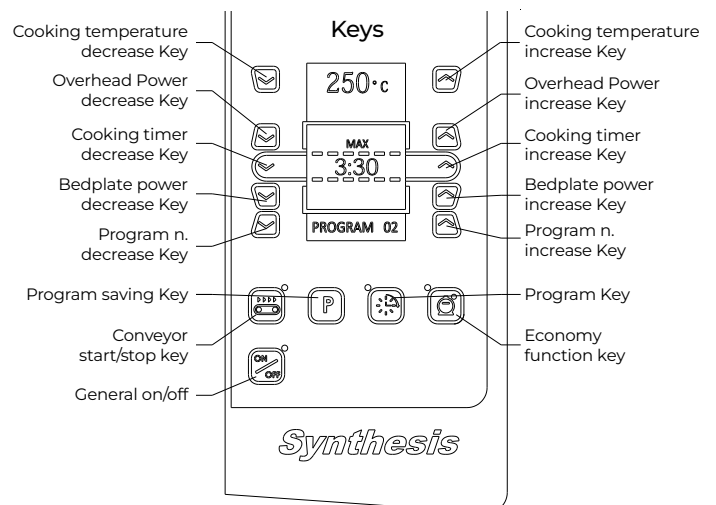 Keys
Cooking temperature
decrease Key
Overhead Power
decrease Key
Cooking timer
decrease Key
Bedplate power
decrease Key
Program n.
decrease Key
Program saving Key
Conveyor
start/stop key
General on/off
250°C
MAX
3:30
PROGRAM 02
P
ON
OFF
Cooking temperature
increase Key
Overhead Power
increase Key
Cooking timer
increase Key
Bedplate power
increase Key
Program n.
increase Key
Program Key
Economy
function key
Synthesis